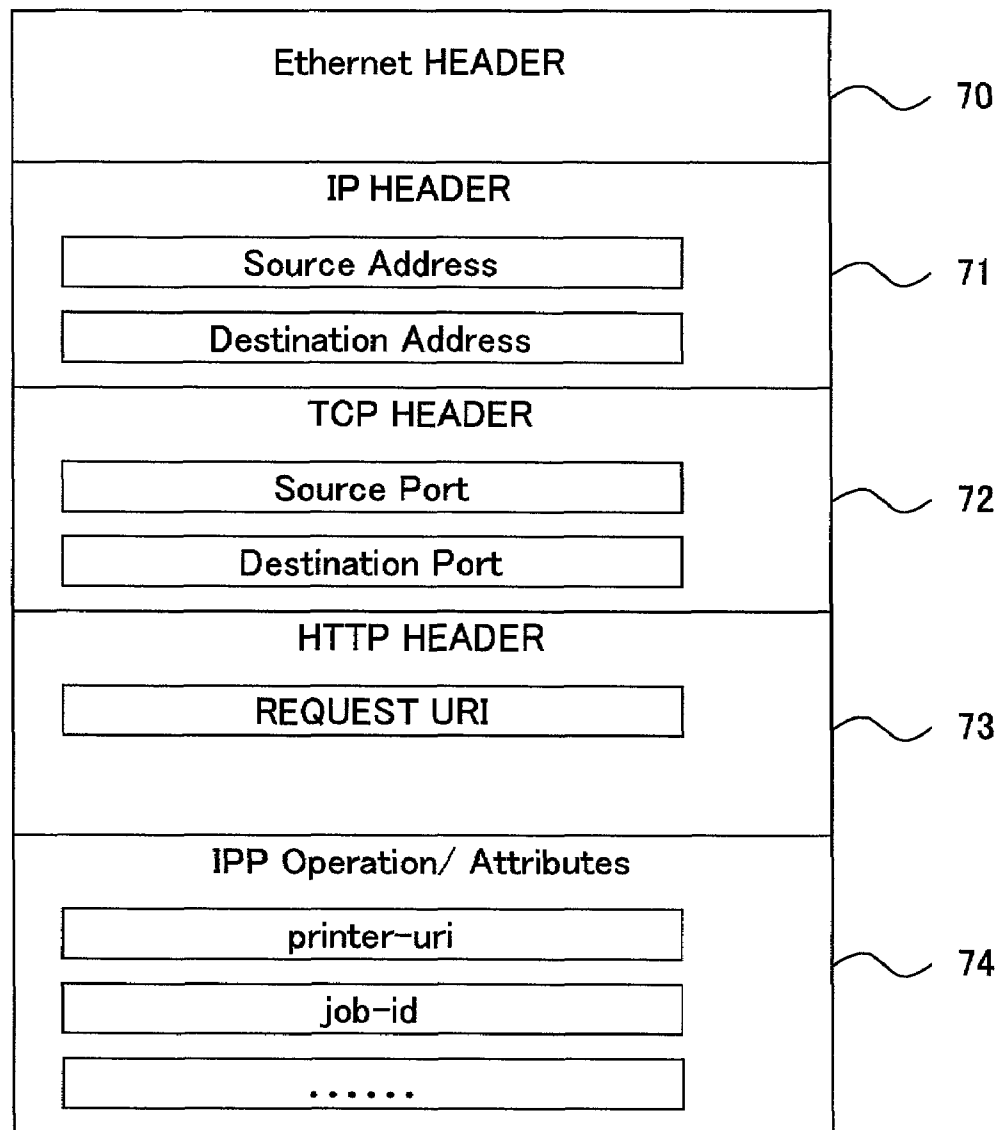 Ethernet HEADER
70
IP HEADER
Source Address
71
Destination Address
TCP HEADER
Source Port
72
Destination Port
HTTP HEADER
REQUEST URI
73
IPP Operation/ Attributes
printer-uri
74
job-id
......